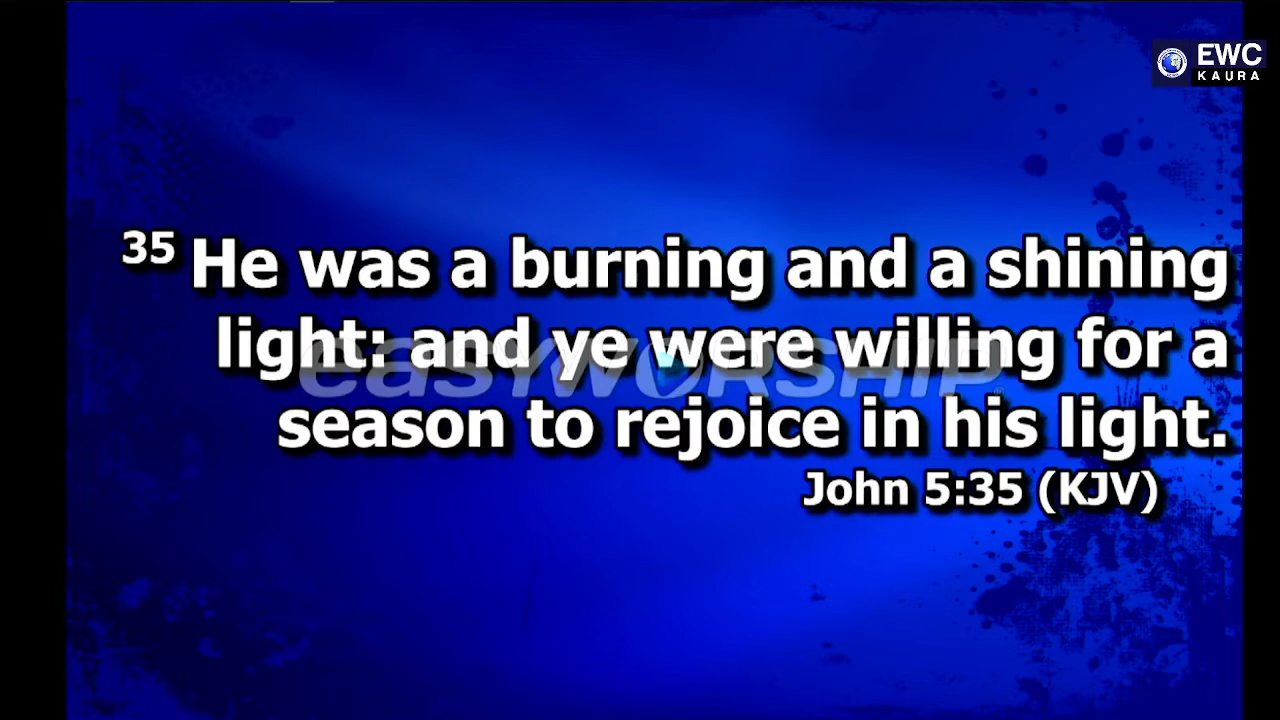 EWC
KAURA
35 He was a burning and a shining
light: and ye were willing for a
season to rejoice in his light.
easyworship
John 5:35 (KJV)